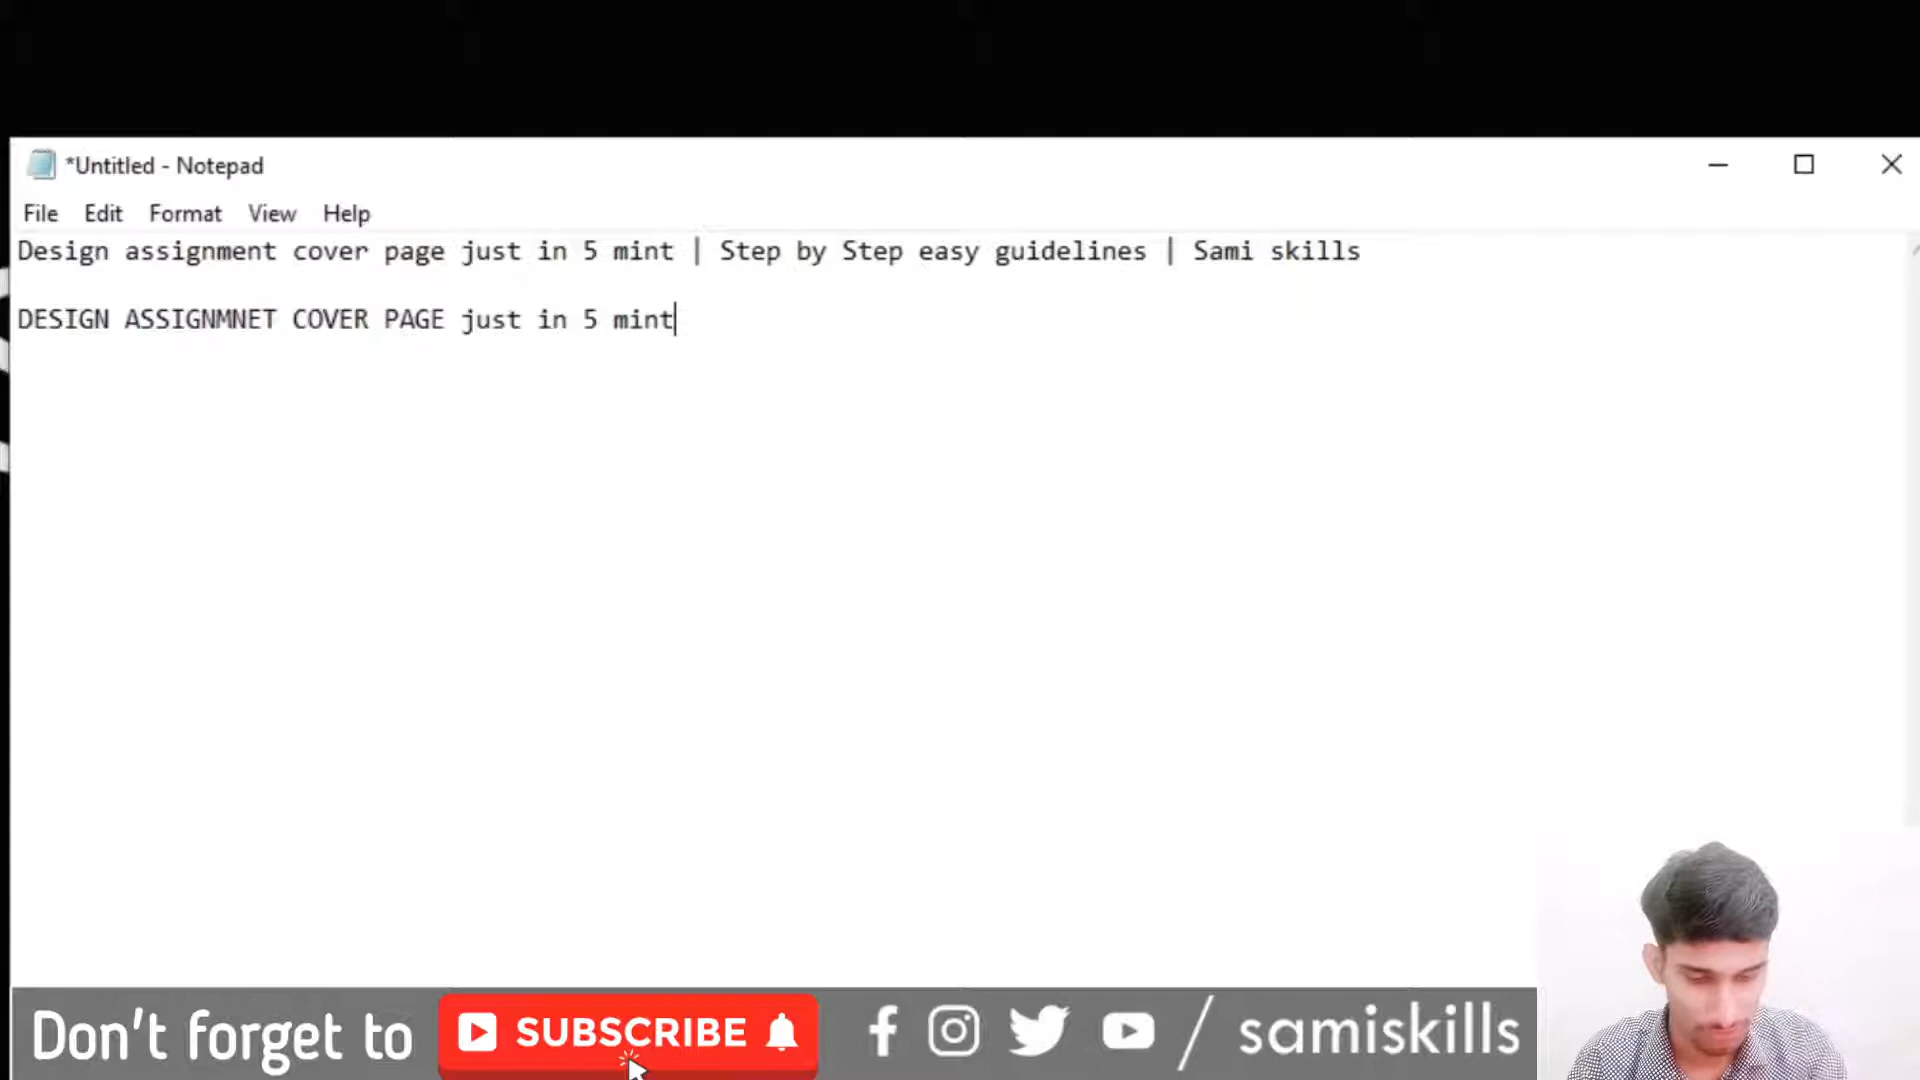 *Untitled - Notepad
File Edit Format View Help
Design assignment cover page just in 5 mint | Step by Step easy guidelines | Sami skills
DESIGN ASSIGNMNET COVER PAGE just in 5 mint
Don't forget to SUBSCRIBE / samiskills